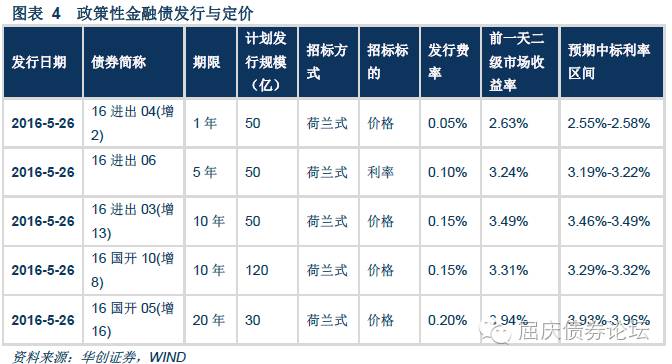 图表 4 政策性金融债发行与定价
发行日期 债券简称 期限 计划发行规模（亿） 招标方式 招标标的 发行费率 前一天二级市场收益率 预期中标利率区间
2016-5-26 16 进出 04(增2) 1 年 50 荷兰式 价格 0.05% 2.63% 2.55%-2.58%
2016-5-26 16 进出 06 5 年 50 荷兰式 利率 0.10% 3.24% 3.19%-3.22%
2016-5-26 16 进出 03(增13) 10 年 50 荷兰式 价格 0.15% 3.49% 3.46%-3.49%
2016-5-26 16 国开 10(增8) 10 年 120 荷兰式 价格 0.15% 3.31% 3.29%-3.32%
2016-5-26 16 国开 05(增16) 20 年 30 荷兰式 价格 0.20% 3.94% 3.93%-3.96%
屈庆债券论坛
资料来源：华创证券，WIND